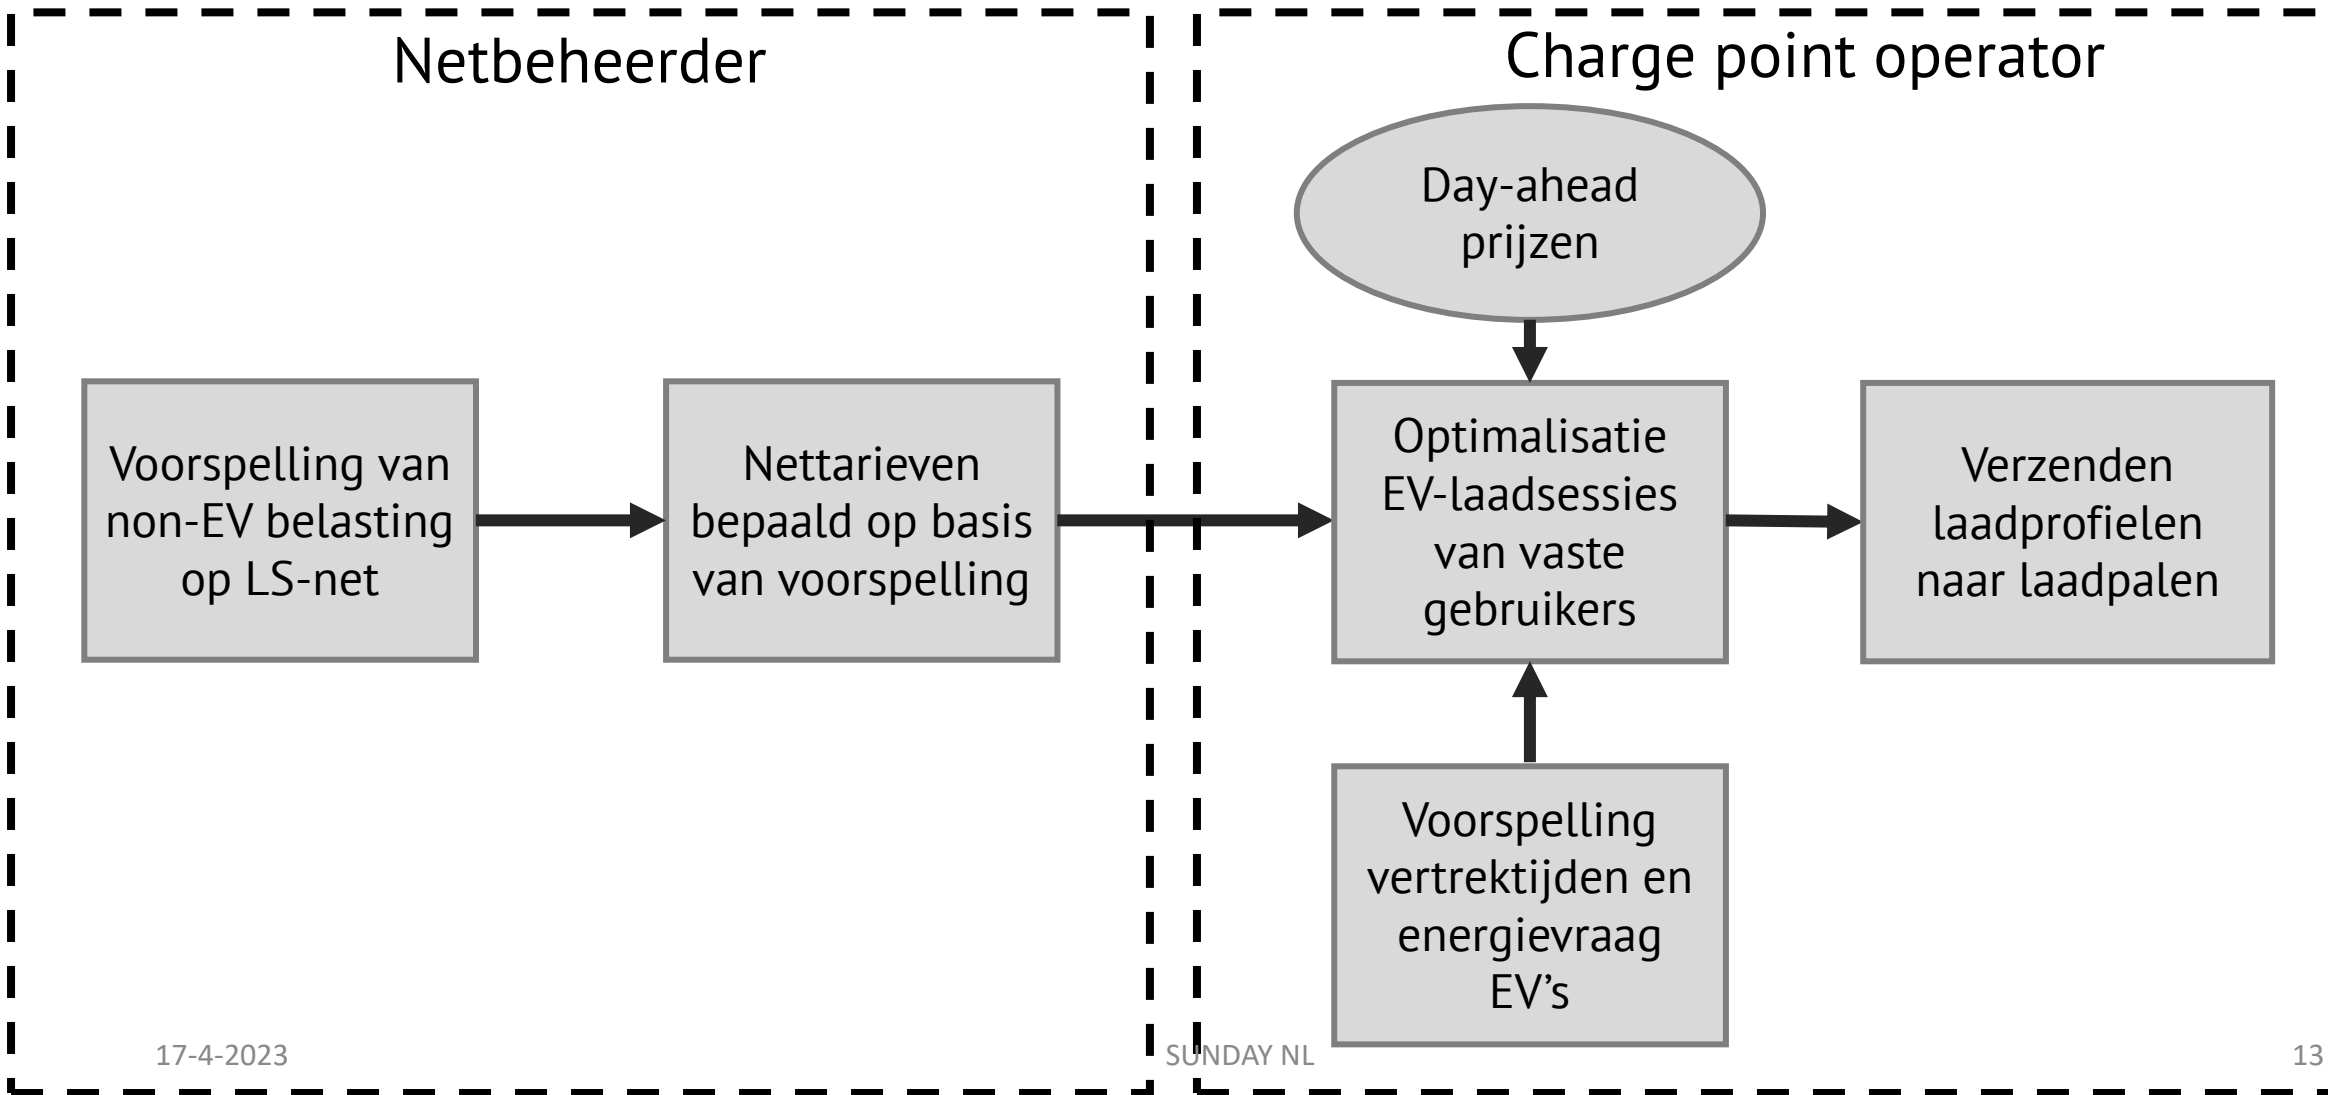 Netbeheerder
Voorspelling van
non-EV belasting
op LS-net
Nettarieven
bepaald op basis
van voorspelling
Charge point operator
Day-ahead
prijzen
Optimalisatie
EV-laadsessies
van vaste
gebruikers
Verzenden
laadprofielen
naar laadpalen
Voorspelling
vertrektijden en
energievraag
EV’s
17-4-2023
SUNDAY NL
13